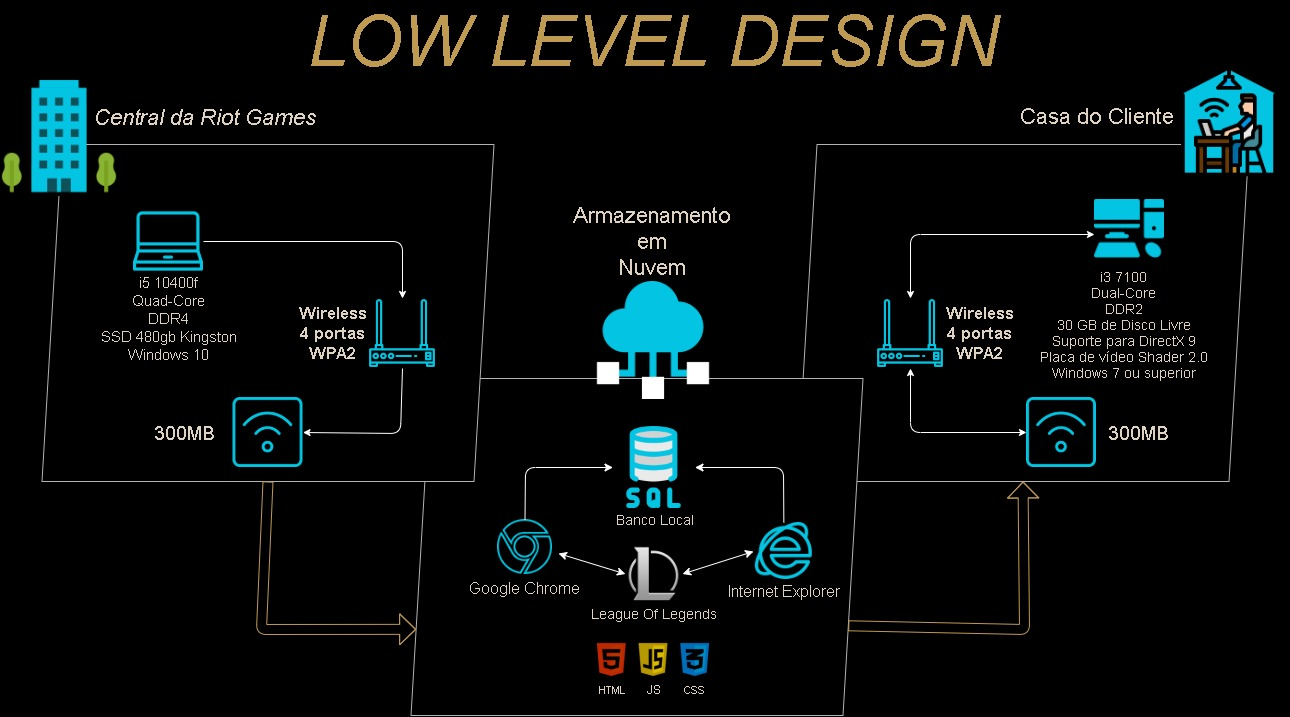 LOW LEVEL DESIGN
Central da Riot Games
Casa do Cliente
i5 10400f
Quad-Core
DDR4
SSD 480gb Kingston
Windows 10
Wireless
4 portas
WPA2
300MB
Armazenamento
em
Nuvem
SQL
Banco Local
Google Chrome
League Of Legends
Internet Explorer
5
JS
3
HTML
JS
CSS
Wireless
4 portas
WPA2
i3 7100
Dual-Core
DDR2
30 GB de Disco Livre
Suporte para DirectX 9
Placa de vídeo Shader 2.0
Windows 7 ou superior
300MB